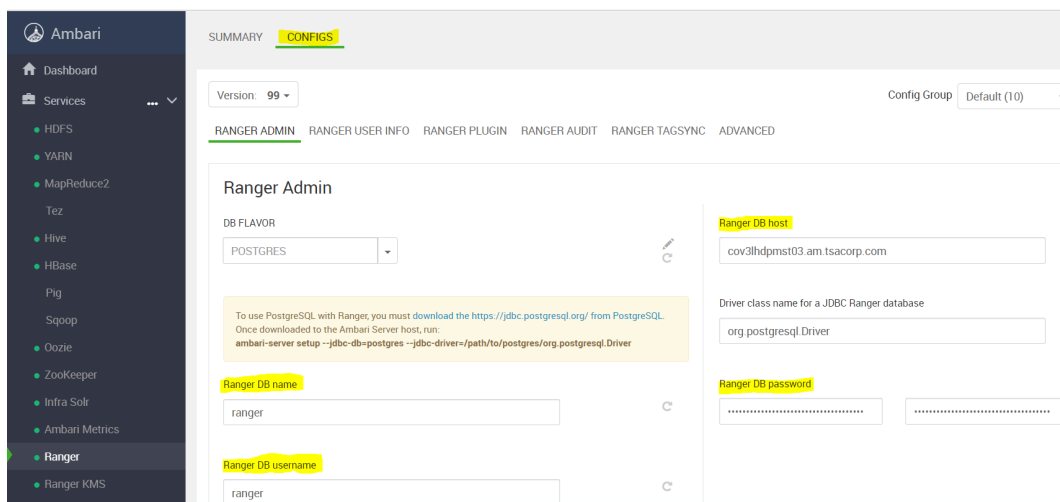 Ambari
Dashboard
Services
HDFS
YARN
MapReduce2
Tez
Hive
HBase
Pig
Sqoop
Oozie
ZooKeeper
Infra Solr
Ambari Metrics
Ranger
Ranger KMS
SUMMARY CONFIGS
Version: 99
Config Group Default (10)
RANGER ADMIN RANGER USER INFO RANGER PLUGIN RANGER AUDIT RANGER TAGSYNC ADVANCED
Ranger Admin
DB FLAVOR
POSTGRES
To use PostgreSQL with Ranger, you must download the https://jdbc.postgresql.org/ from PostgreSQL.
Once downloaded to the Ambari Server host, run:
ambari-server setup --jdbc-db=postgres --jdbc-driver=/path/to/postgres/org.postgresql.Driver
Ranger DB name
ranger
Ranger DB username
ranger
Ranger DB host
cov3lhdpmst03.am.tsacorp.com
Driver class name for a JDBC Ranger database
org.postgresql.Driver
Ranger DB password